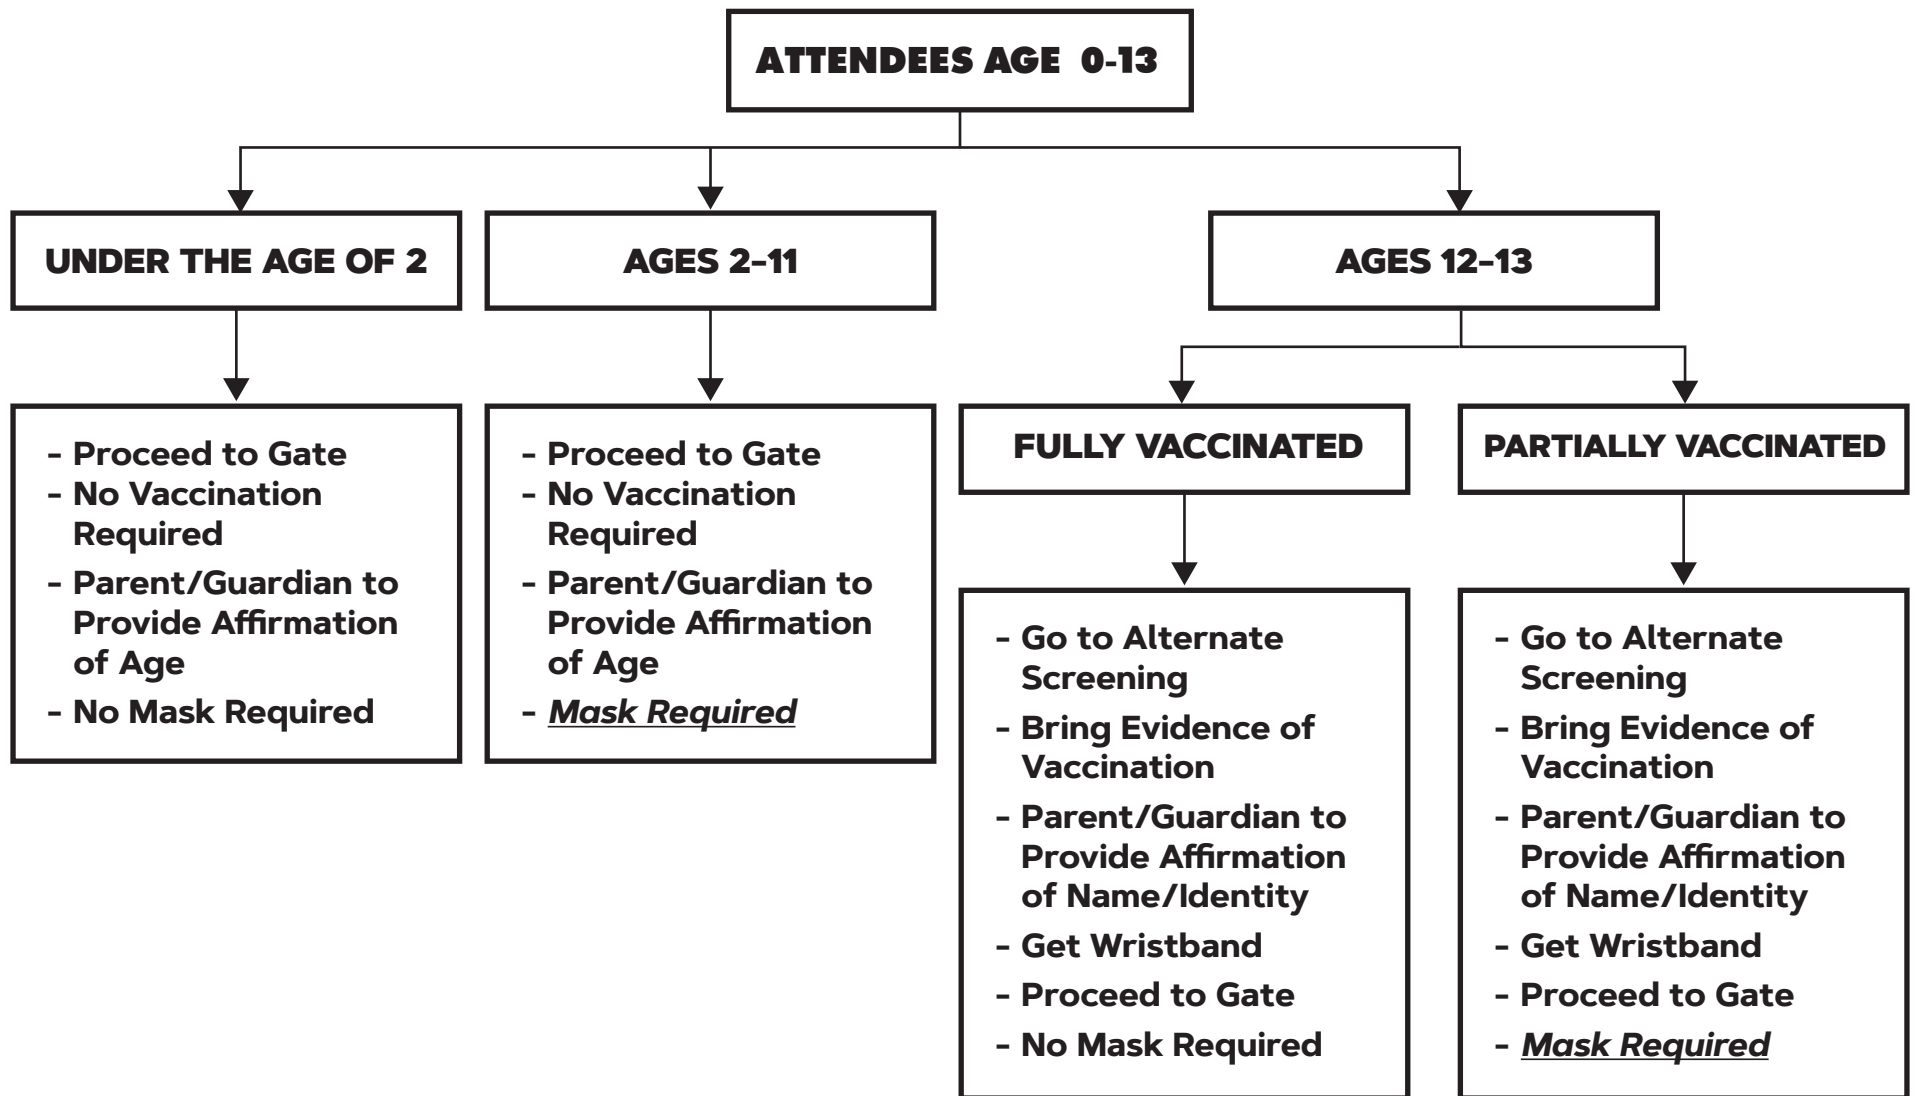 ATTENDEES AGE 0-13
UNDER THE AGE OF 2
AGES 2–11
AGES 12–13
- Proceed to Gate
- No Vaccination
Required
- Parent/Guardian to
Provide Affirmation
of Age
- No Mask Required
- Proceed to Gate
- No Vaccination
Required
- Parent/Guardian to
Provide Affirmation
of Age
- Mask Required
FULLY VACCINATED
- Go to Alternate
Screening
- Bring Evidence of
Vaccination
- Parent/Guardian to
Provide Affirmation
of Name/Identity
- Get Wristband
- Proceed to Gate
- No Mask Required
PARTIALLY VACCINATED
- Go to Alternate
Screening
- Bring Evidence of
Vaccination
- Parent/Guardian to
Provide Affirmation
of Name/Identity
- Get Wristband
- Proceed to Gate
- Mask Required